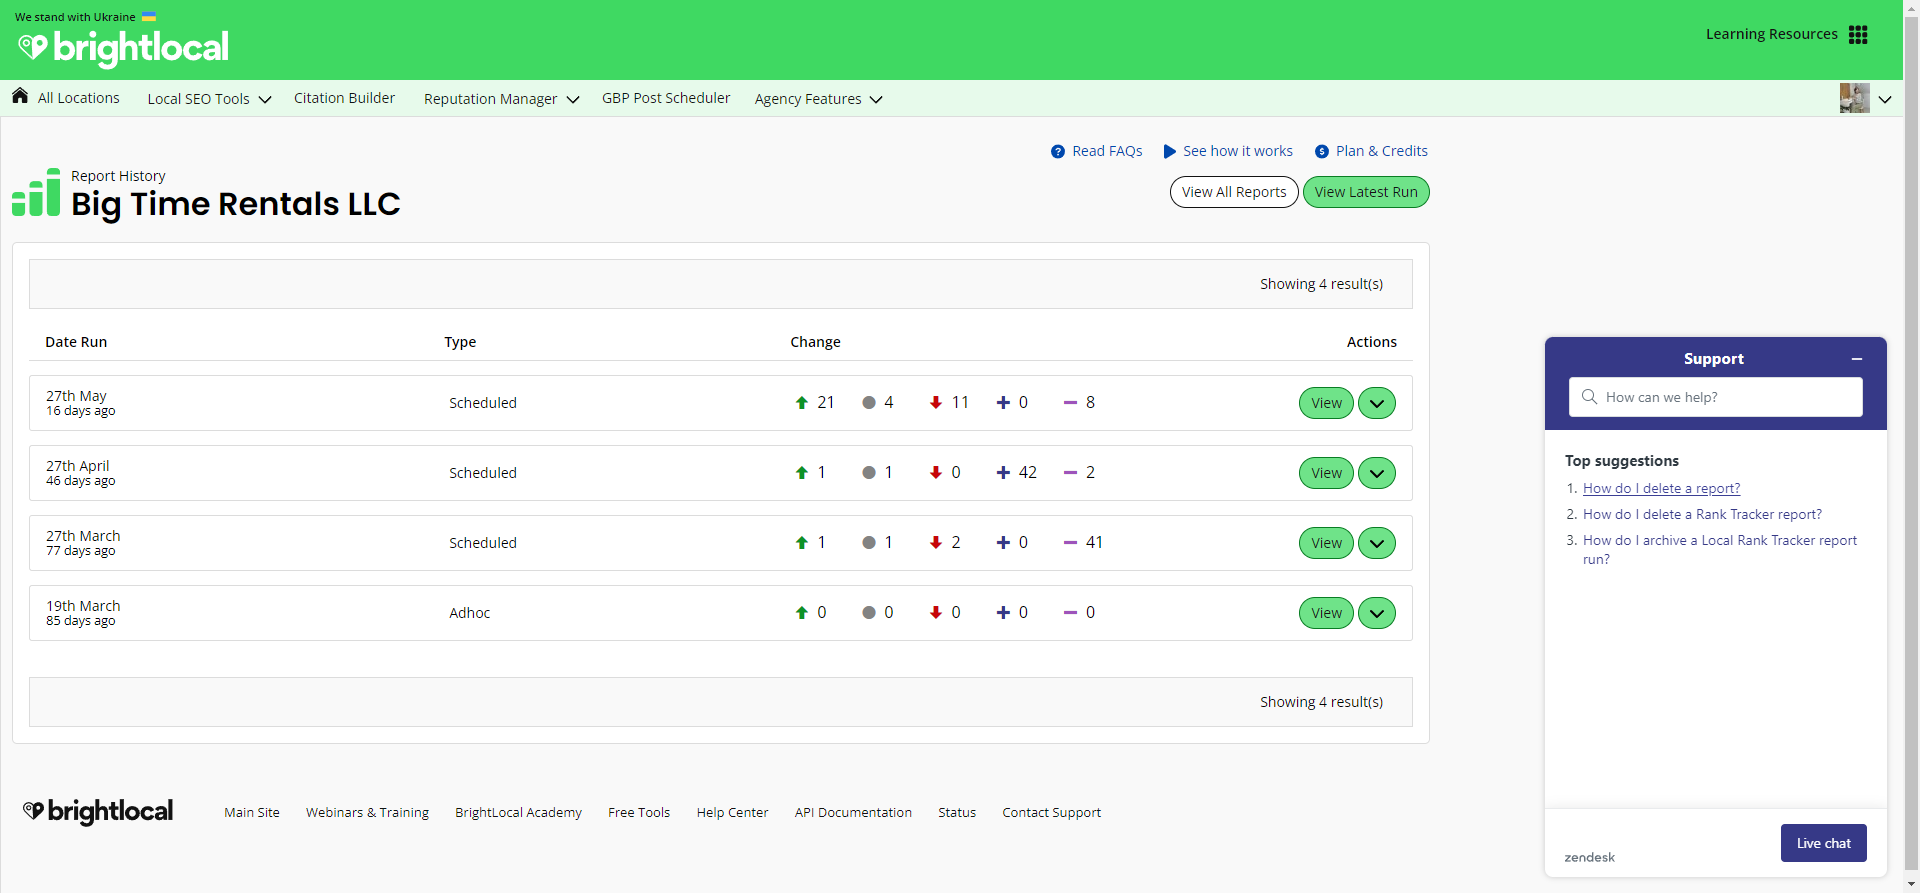 We stand with Ukraine
brightlocal
Learning Resources
All Locations
Local SEO Tools
Citation Builder
Reputation Manager
GBP Post Scheduler
Agency Features
Read FAQs
See how it works
Plan & Credits
Report History
Big Time Rentals LLC
View All Reports
View Latest Run
Showing 4 result(s)
Date Run Type Change Actions
27th May
16 days ago
Scheduled
21 4 11 0 8
View
27th April
46 days ago
Scheduled
1 1 0 42 2
View
27th March
77 days ago
Scheduled
1 1 2 0 41
View
19th March
85 days ago
Adhoc
0 0 0 0 0
View
Showing 4 result(s)
Support
How can we help?
Top suggestions
1. How do I delete a report?
2. How do I delete a Rank Tracker report?
3. How do I archive a Local Rank Tracker report
run?
zendesk
Live chat
brightlocal
Main Site
Webinars & Training
BrightLocal Academy
Free Tools
Help Center
API Documentation
Status
Contact Support